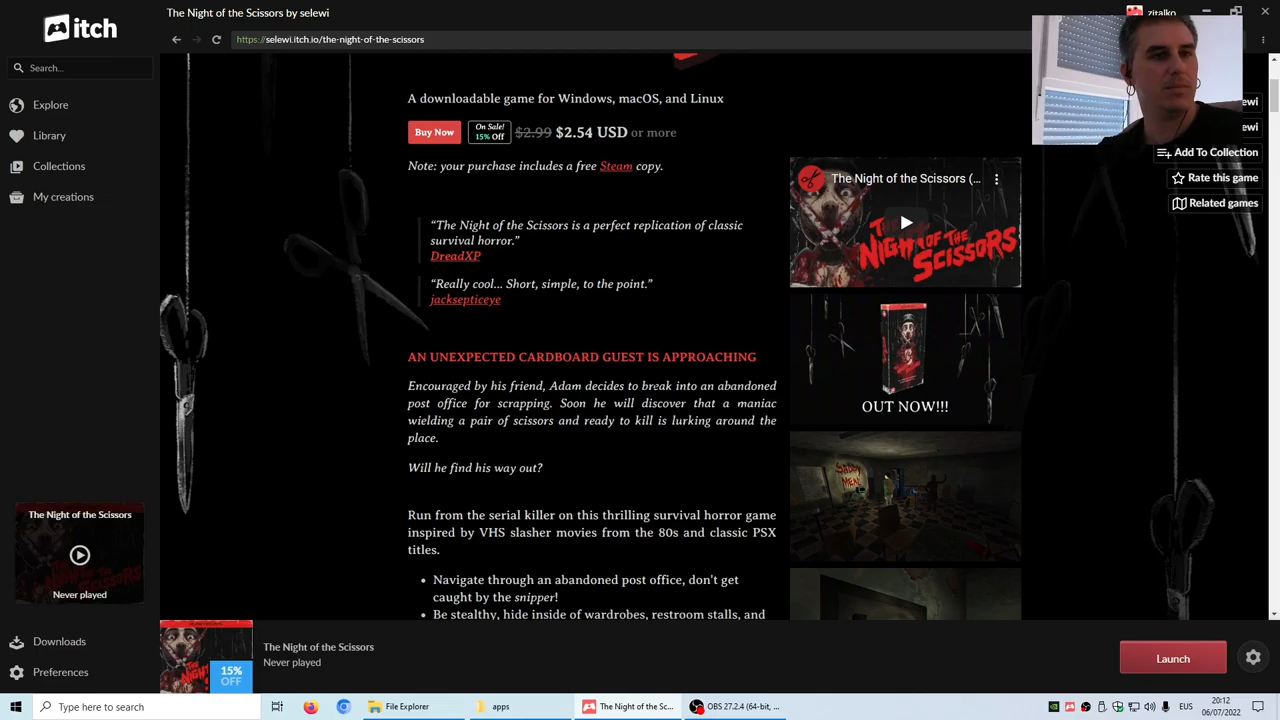 The Night of the Scissors by selewi
itch
https://selewi.itch.io/the-night-of-the-scissors
Search...
Explore
Library
Collections
My creations
A downloadable game for Windows, macOS, and Linux
Buy Now
On Sale!
15% Off
$2.99 $2.54 USD or more
Note: your purchase includes a free Steam copy.
“The Night of the Scissors is a perfect replication of classic
survival horror.”
DreadXP
“Really cool... Short, simple, to the point.”
jacksepticeye
AN UNEXPECTED CARDBOARD GUEST IS APPROACHING
Encouraged by his friend, Adam decides to break into an abandoned
post office for scrapping. Soon he will discover that a maniac
wielding a pair of scissors and ready to kill is lurking around the
place.
Will he find his way out?
Run from the serial killer on this thrilling survival horror game
inspired by VHS slasher movies from the 80s and classic PSX
titles.
• Navigate through an abandoned post office, don't get
caught by the snipper!
• Be stealthy, hide inside of wardrobes, restroom stalls, and
The Night of the Scissors (...
THE
NIGHT OF THE
SCISSORS
OUT NOW!!!
ewi
ewi
Add To Collection
Rate this game
Related games
The Night of the Scissors
Never played
Downloads
Preferences
15%
OFF
The Night of the Scissors
Never played
Launch
Type here to search
File Explorer
apps
The Night of the Sc...
OBS 27.2.4 (64-bit, ...
EUS
20:12
06/07/2022